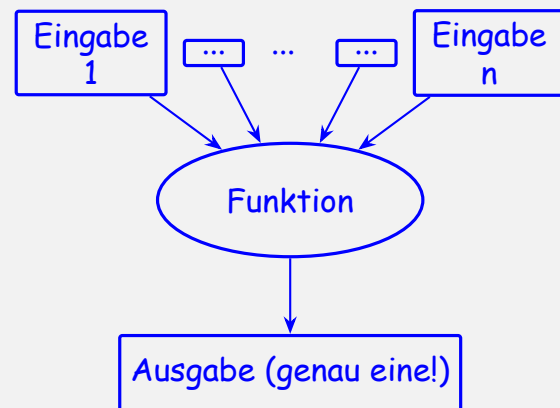 Eingabe
1
...
...
...
Eingabe
n
Funktion
Ausgabe (genau eine!)